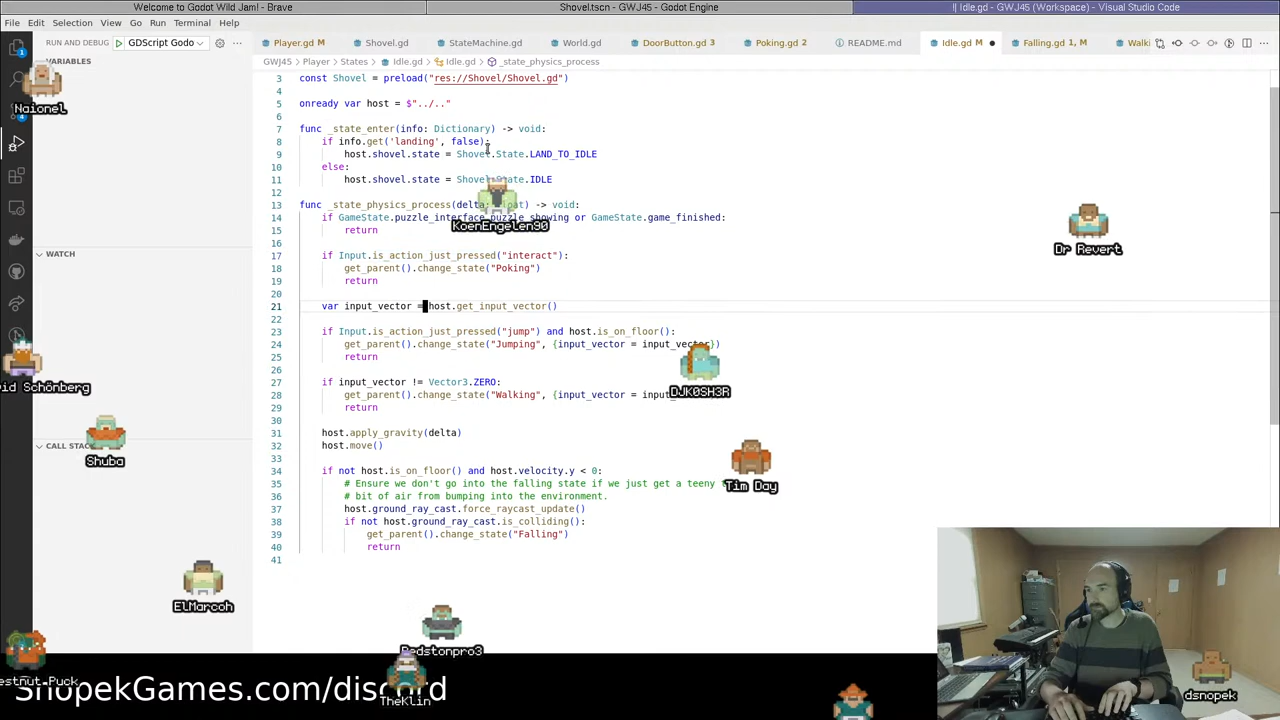 Welcome to Godot Wild Jam! - Brave
Shovel.tscn - GWJ45 - Godot Engine
Idle.gd - GWJ45 (Workspace) - Visual Studio Code
File Edit Selection View Go Run Terminal Help
RUN AND DEBUG GDScript Godo
Player.gd M Shovel.gd StateMachine.gd World.gd DoorButton.gd 3 Poking.gd 2 README.md Idle.gd M Falling.gd 1, M Walki
GWJ45 > Player > States > Idle.gd > Idle.gd > _state_physics_process
VARIABLES
WATCH
CALL STACK
3 const Shovel = preload("res://Shovel/Shovel.gd")
4
5 onready var host = $"../.."
6
7 func _state_enter(info: Dictionary) -> void:
8 if info.get('landing', false):
9 host.shovel.state = Shovel.State.LAND_TO_IDLE
10 else:
11 host.shovel.state = Shovel.State.IDLE
12
13 func _state_physics_process(delta: float) -> void:
14 if GameState.puzzle_interface.puzzle_showing or GameState.game_finished:
15 return
16
17 if Input.is_action_just_pressed("interact"):
18 get_parent().change_state("Poking")
19 return
20
21 var input_vector = host.get_input_vector()
22
23 if Input.is_action_just_pressed("jump") and host.is_on_floor():
24 get_parent().change_state("Jumping", {input_vector = input_vector})
25 return
26
27 if input_vector != Vector3.ZERO:
28 get_parent().change_state("Walking", {input_vector =
29 return
30
31 host.apply_gravity(delta)
32 host.move()
33
34 if not host.is_on_floor() and host.velocity.y < 0:
35 # Ensure we don't go into the falling state if we just get a teeny
36 # bit of air from bumping into the environment.
37 host.ground_ray_cast.force_raycast_update()
38 if not host.ground_ray_cast.is_colliding():
39 get_parent().change_state("Falling")
40 return
41
Naionel
KoenEngelen90
Dr Revert
vid Schönberg
DJK0SH3R
Shuba
Tim Day
ElMarcoh
Redstonpro3
estnut Puck
TheKlin
dsnopek
SnopekGames.com/discord